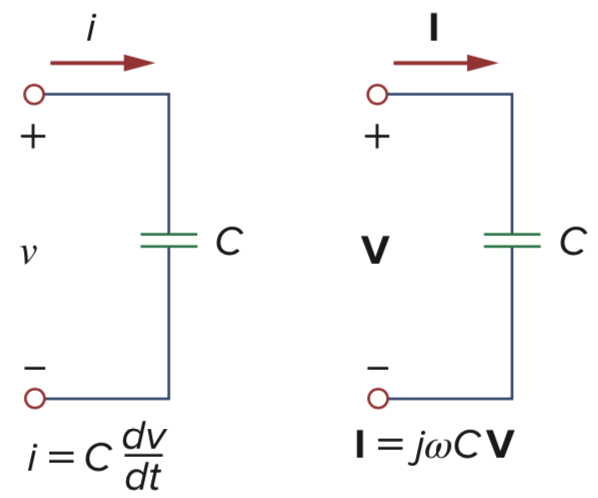 i
I
+
+
v
C
V
C
−
−
i = C dv/dt
I = jωCV